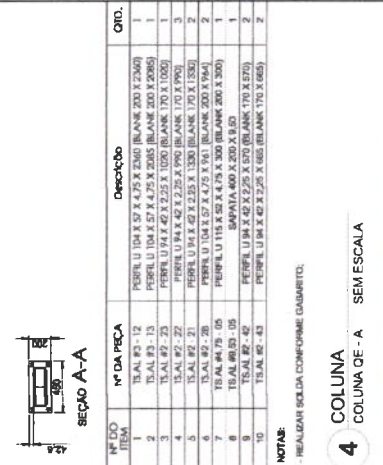 SEÇÃO A-A
Nº DO ITEM Nº DA PEÇA Descrição QTD.
1 TS.AL #3 - 12 PERFIL U 104 X 57 X 4,75 X 2360 (BLANK 200 X 2360) 1
2 TS.AL #3 - 13 PERFIL U 104 X 57 X 4,75 X 2085 (BLANK 200 X 2085) 1
3 TS.AL #2 - 23 PERFIL U 94 X 42 X 2,25 X 1020 (BLANK 170 X 1020) 1
4 TS.AL #2 - 22 PERFIL U 94 X 42 X 2,25 X 990 (BLANK 170 X 990) 3
5 TS.AL #2 - 21 PERFIL U 94 X 42 X 2,25 X 1330 (BLANK 170 X 1330) 2
6 TS.AL #2 - 28 PERFIL U 104 X 57 X 4,75 X 961 (BLANK 200 X 964) 2
7 TS.AL #4,75 - 05 PERFIL U 115 X 52 X 4,75 X 300 (BLANK 200 X 300) 1
8 TS.AL #9,53 - 05 SAPATA 400 X 200 X 9,53 1
9 TS.AL #2 - 42 PERFIL U 94 X 42 X 2,25 X 570 (BLANK 170 X 570) 2
10 TS.AL #2 - 43 PERFIL U 94 X 42 X 2,25 X 665 (BLANK 170 X 665) 2
NOTAS:
- REALIZAR SOLDA CONFORME GABARITO;
4 COLUNA
COLUNA QE - A SEM ESCALA